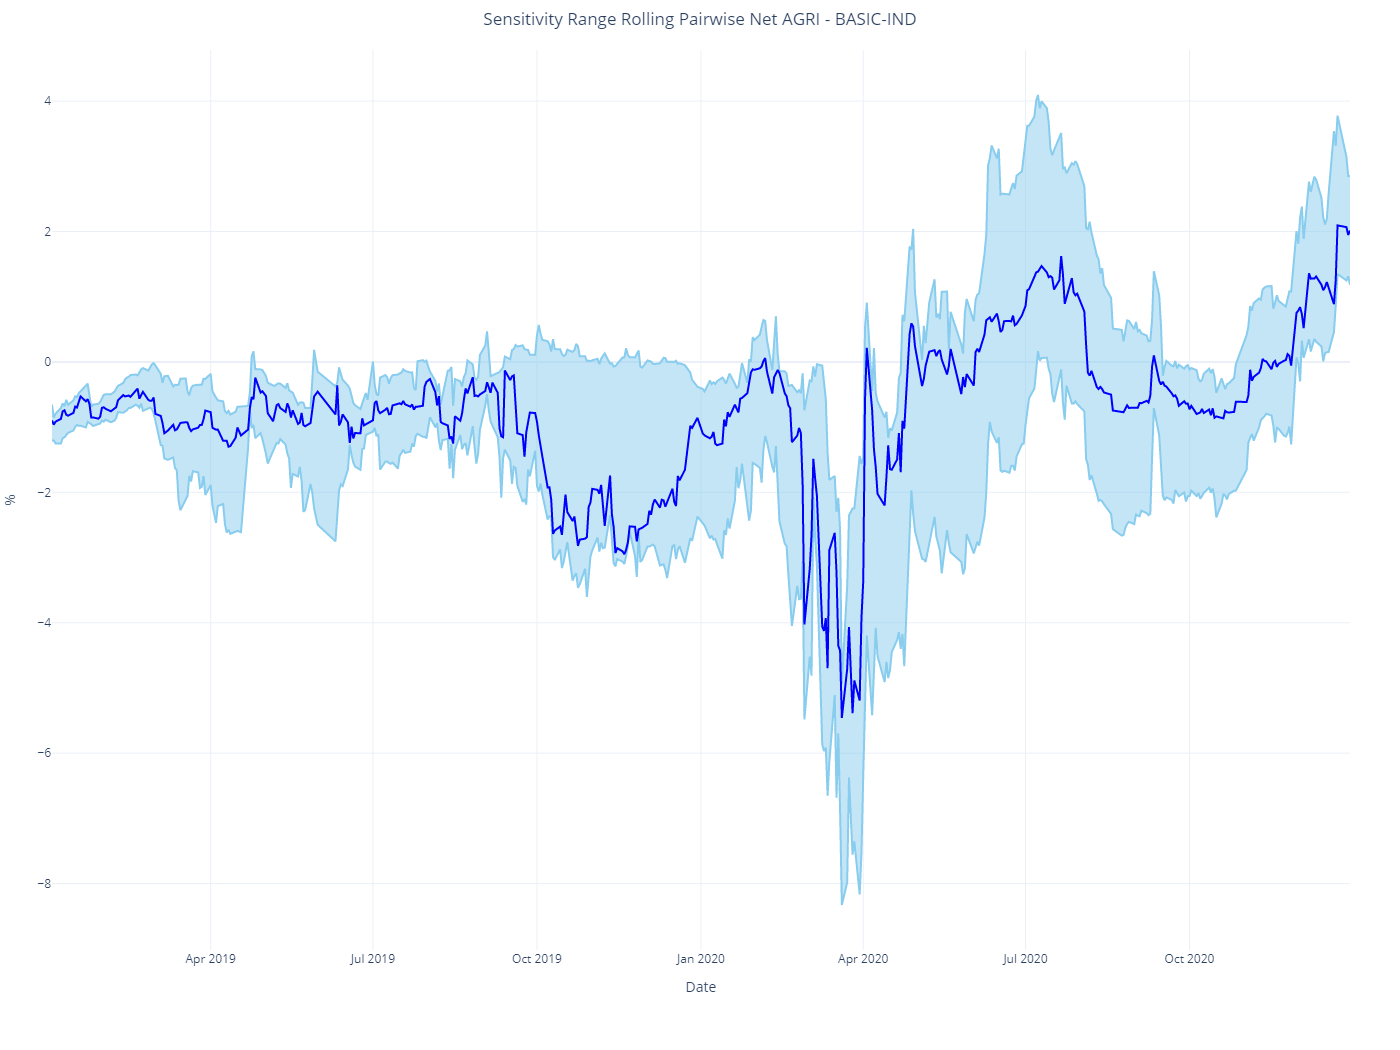 Sensitivity Range Rolling Pairwise Net AGRI - BASIC-IND
4
2
0
−2
−4
−6
−8
%
Apr 2019
Jul 2019
Oct 2019
Jan 2020
Apr 2020
Jul 2020
Oct 2020
Date